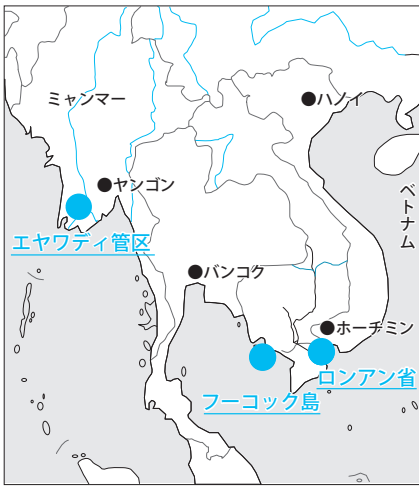 ミャンマー
ハノイ
ヤンゴン
ベトナム
エヤワディ管区
バンコク
ホーチミン
ロンアン省
フーコック島